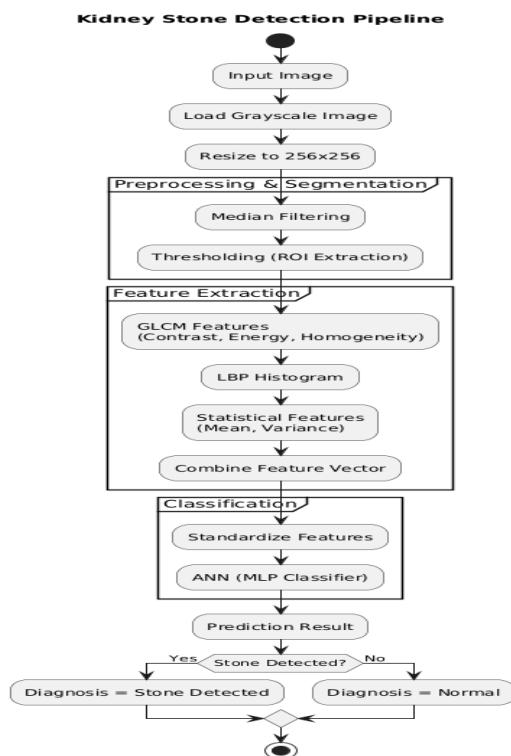 Kidney Stone Detection Pipeline
Input Image
Load Grayscale Image
Resize to 256x256
Preprocessing & Segmentation
Median Filtering
Thresholding (ROI Extraction)
Feature Extraction
GLCM Features
(Contrast, Energy, Homogeneity)
LBP Histogram
Statistical Features
(Mean, Variance)
Combine Feature Vector
Classification
Standardize Features
ANN (MLP Classifier)
Prediction Result
Yes
Stone Detected?
No
Diagnosis = Stone Detected
Diagnosis = Normal